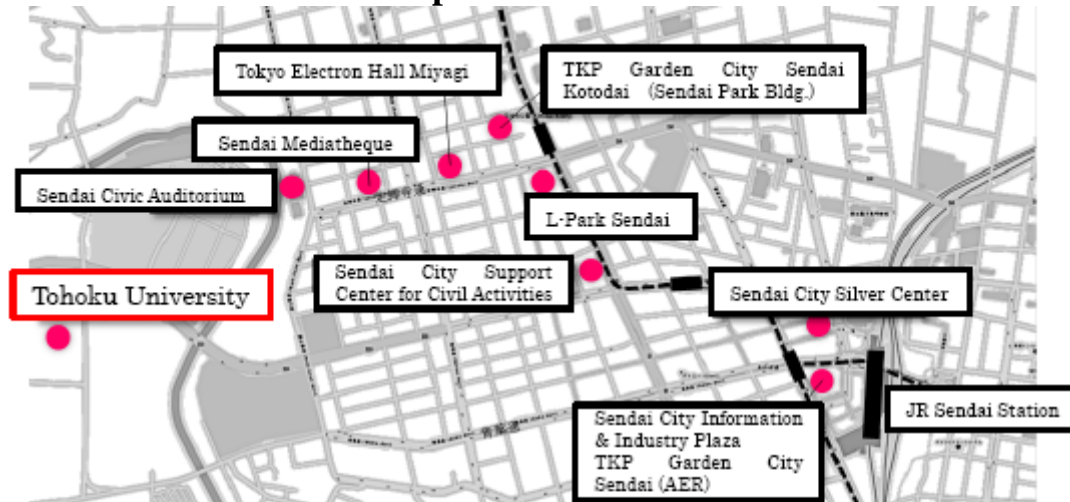 Tokyo Electron Hall Miyagi
TKP Garden City Sendai
Kotodai (Sendai Park Bldg.)
Sendai Mediatheque
Sendai Civic Auditorium
L-Park Sendai
Sendai City Support
Center for Civil Activities
Tohoku University
Sendai City Silver Center
JR Sendai Station
Sendai City Information
& Industry Plaza
TKP Garden City
Sendai (AER)